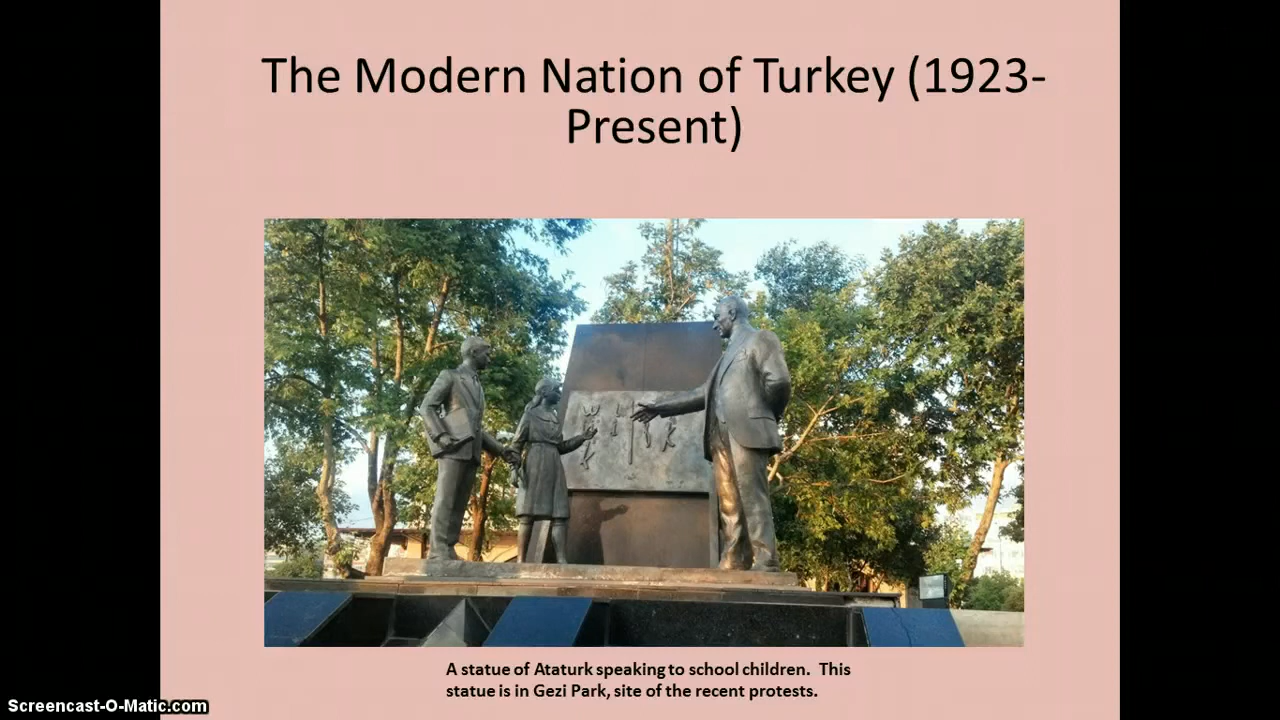 The Modern Nation of Turkey (1923-
Present)
A statue of Ataturk speaking to school children.  This
statue is in Gezi Park, site of the recent protests.
Screencast-O-Matic.com